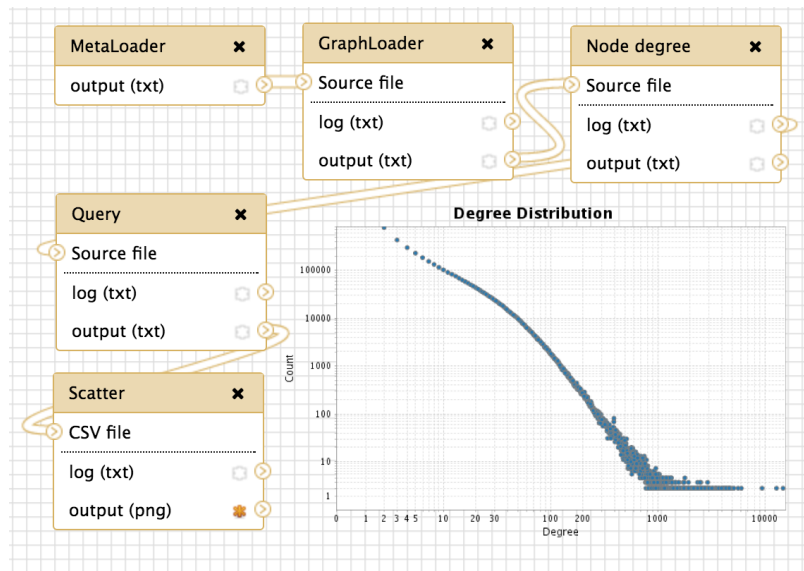 MetaLoader
output (txt)
GraphLoader
Source file
log (txt)
output (txt)
Node degree
Source file
log (txt)
output (txt)
Query
Source file
log (txt)
output (txt)
Scatter
CSV file
log (txt)
output (png)
Degree Distribution
Count
100000
10000
1000
100
10
1
0 1 2 3 4 5 10 20 30 100 200 1000 10000
Degree